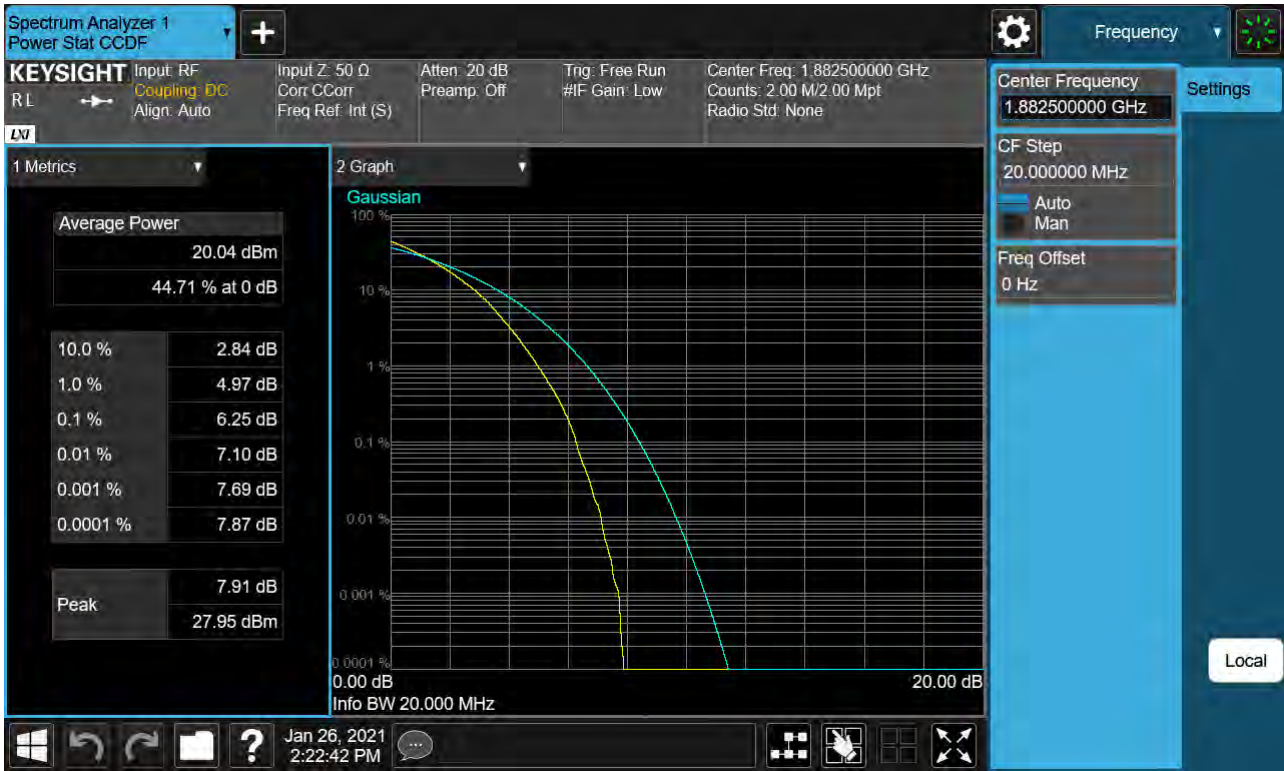 Spectrum Analyzer 1
Power Stat CCDF
Frequency
KEYSIGHT
R L
LXI
Input: RF
Coupling: DC
Align: Auto
Input Z: 50 Ω
Corr CCorr
Freq Ref: Int (S)
Atten: 20 dB
Preamp: Off
Trig: Free Run
#IF Gain: Low
Center Freq: 1.882500000 GHz
Counts: 2.00 M/2.00 Mpt
Radio Std: None
Center Frequency
1.882500000 GHz
Settings
CF Step
20.000000 MHz
Auto
Man
Freq Offset
0 Hz
1 Metrics
Average Power
20.04 dBm
44.71 % at 0 dB
10.0 % 2.84 dB
1.0 % 4.97 dB
0.1 % 6.25 dB
0.01 % 7.10 dB
0.001 % 7.69 dB
0.0001 % 7.87 dB
Peak
7.91 dB
27.95 dBm
2 Graph
Gaussian
100 %
10 %
1 %
0.1 %
0.01 %
0.001 %
0.0001 %
0.00 dB 20.00 dB
Info BW 20.000 MHz
Local
Jan 26, 2021
2:22:42 PM